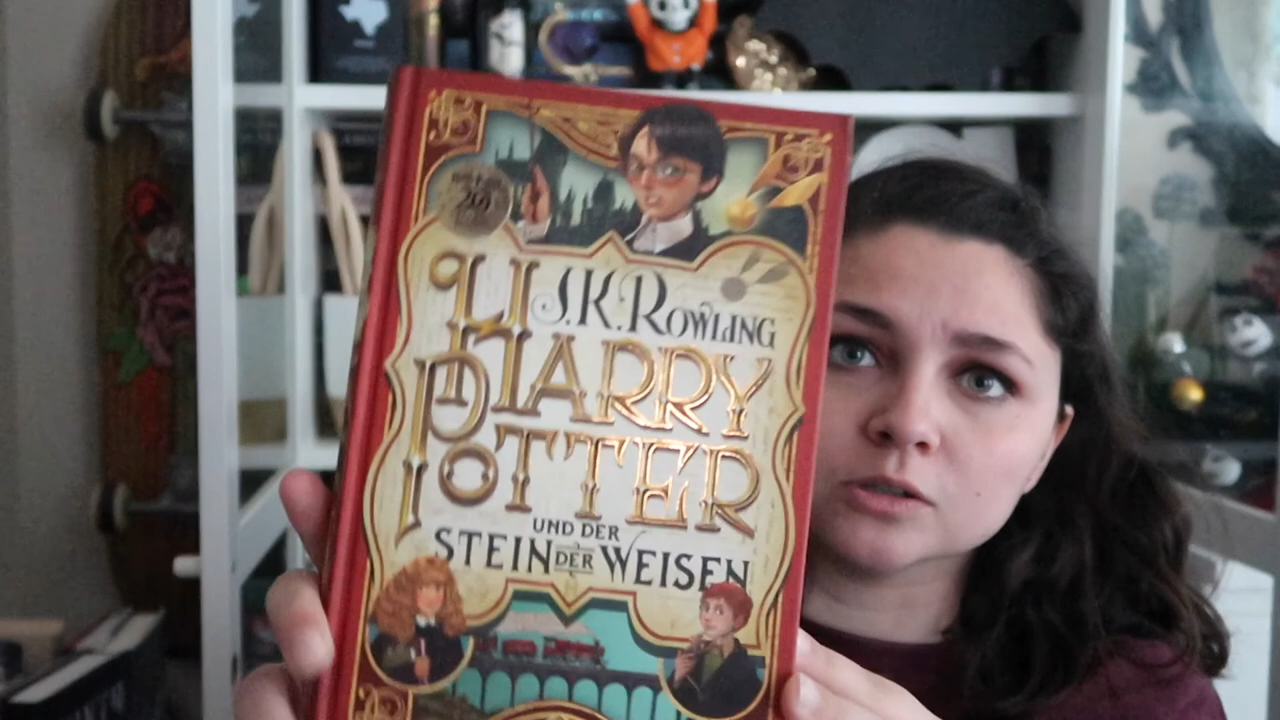 J.K. ROWLING
HARRY
POTTER
UND DER
STEIN DER WEISEN